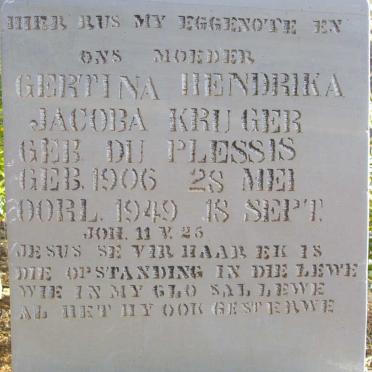 HIER RUS MY EGGENOTE EN
ONS MOEDER
GERTINA HENDRIKA
JACOBA KRUGER
GEB DU PLESSIS
GEB. 1906 28 MEI
OORL. 1949 18 SEPT.
JOH. 11 V. 25
JESUS SE VIR HAAR EK IS
DIE OPSTANDING IN DIE LEWE
WIE IN MY GLO SAL LEWE
AL HET HY OOK GESTERWE